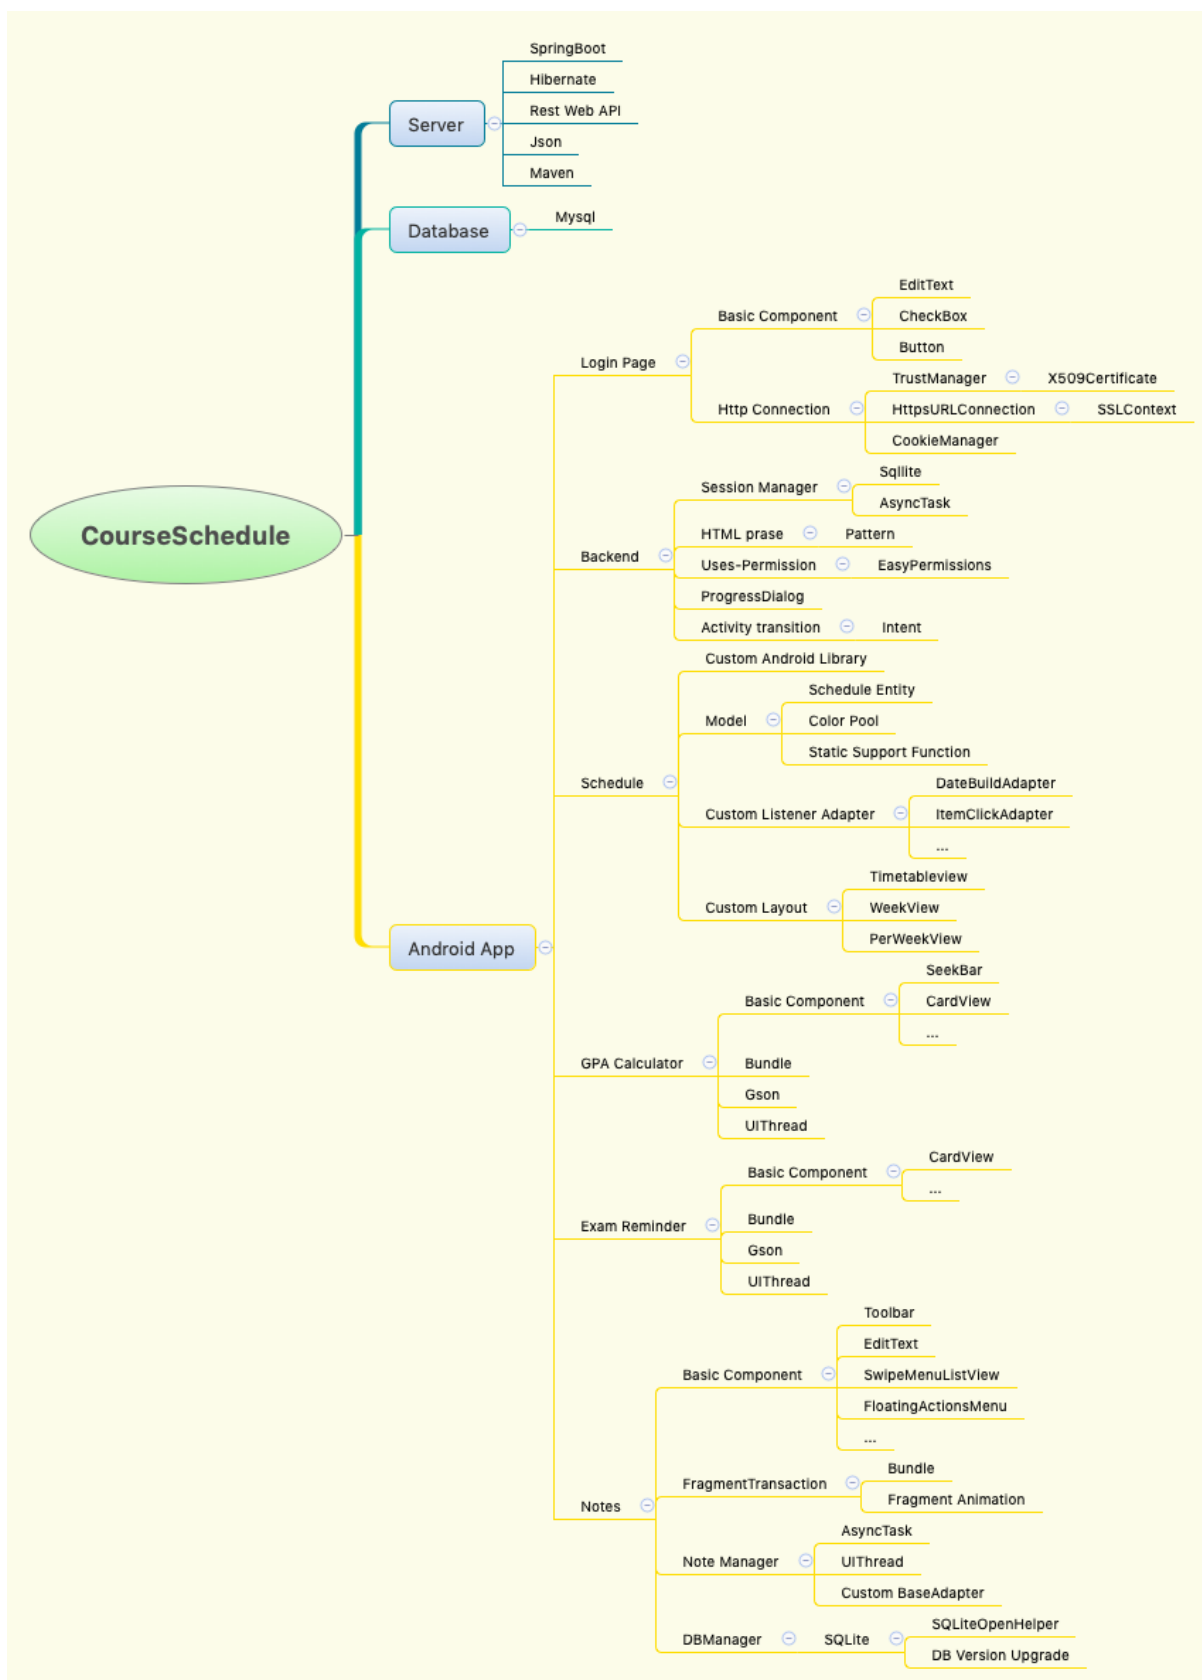 CourseSchedule
Server
SpringBoot
Hibernate
Rest Web API
Json
Maven
Database
Mysql
Android App
Login Page
Basic Component
EditText
CheckBox
Button
Http Connection
TrustManager
X509Certificate
HttpsURLConnection
SSLContext
CookieManager
Backend
Session Manager
Sqllite
AsyncTask
HTML prase
Pattern
Uses-Permission
EasyPermissions
ProgressDialog
Activity transition
Intent
Schedule
Custom Android Library
Model
Schedule Entity
Color Pool
Static Support Function
Custom Listener Adapter
DateBuildAdapter
ItemClickAdapter
...
Custom Layout
Timetableview
WeekView
PerWeekView
GPA Calculator
Basic Component
SeekBar
CardView
...
Bundle
Gson
UIThread
Exam Reminder
Basic Component
CardView
...
Bundle
Gson
UIThread
Notes
Basic Component
Toolbar
EditText
SwipeMenuListView
FloatingActionsMenu
...
FragmentTransaction
Bundle
Fragment Animation
Note Manager
AsyncTask
UIThread
Custom BaseAdapter
DBManager
SQLite
SQLiteOpenHelper
DB Version Upgrade